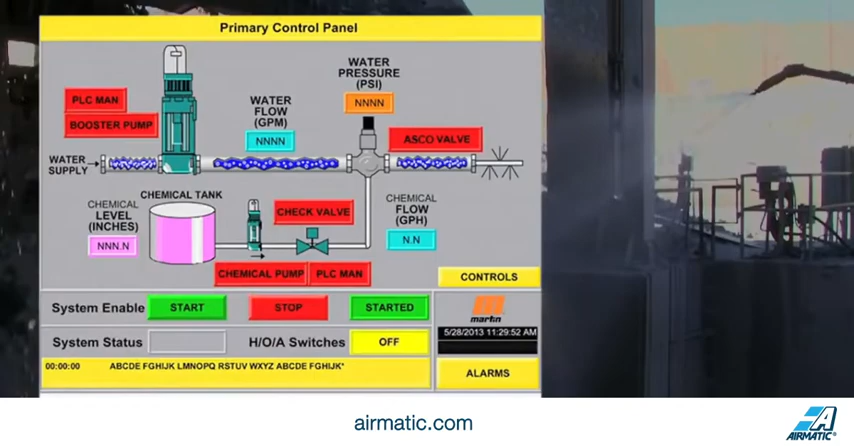 Primary Control Panel
WATER
PRESSURE
(PSI)
NNNN
PLC MAN
BOOSTER PUMP
WATER
FLOW
(GPM)
NNNN
ASCO VALVE
WATER
SUPPLY
CHEMICAL TANK
CHEMICAL
LEVEL
(INCHES)
NNN.N
CHECK VALVE
CHEMICAL
FLOW
(GPH)
N.N
CHEMICAL PUMP
PLC MAN
CONTROLS
System Enable
START
STOP
STARTED
martin
5/28/2013 11:29:52 AM
System Status
H/O/A Switches
OFF
00:00:00 ABCDE FGHIJK LMNOPQ RSTUV WXYZ ABCDE FGHIJK*
ALARMS
airmatic.com
AIRMATIC®